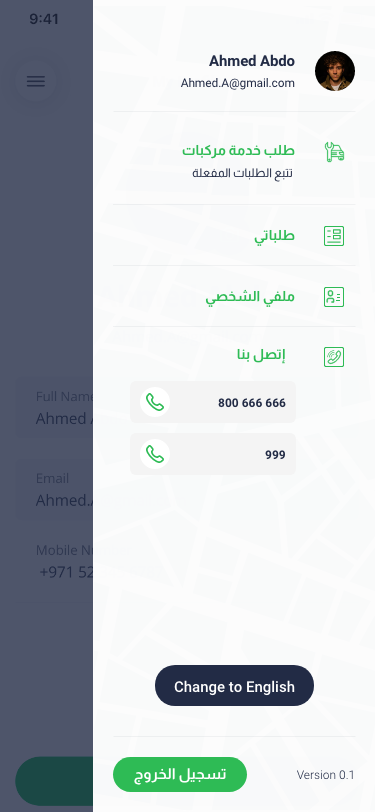 9:41
Ahmed Abdo
Ahmed.A@gmail.com
طلب خدمة مركبات
تتبع الطلبات المفعلة
طلباتي
ملفي الشخصي
إتصل بنا
800 666 666
999
Full Name
Ahmed
Email
Ahmed.A
Mobile
+971 52
Change to English
تسجيل الخروج
Version 0.1